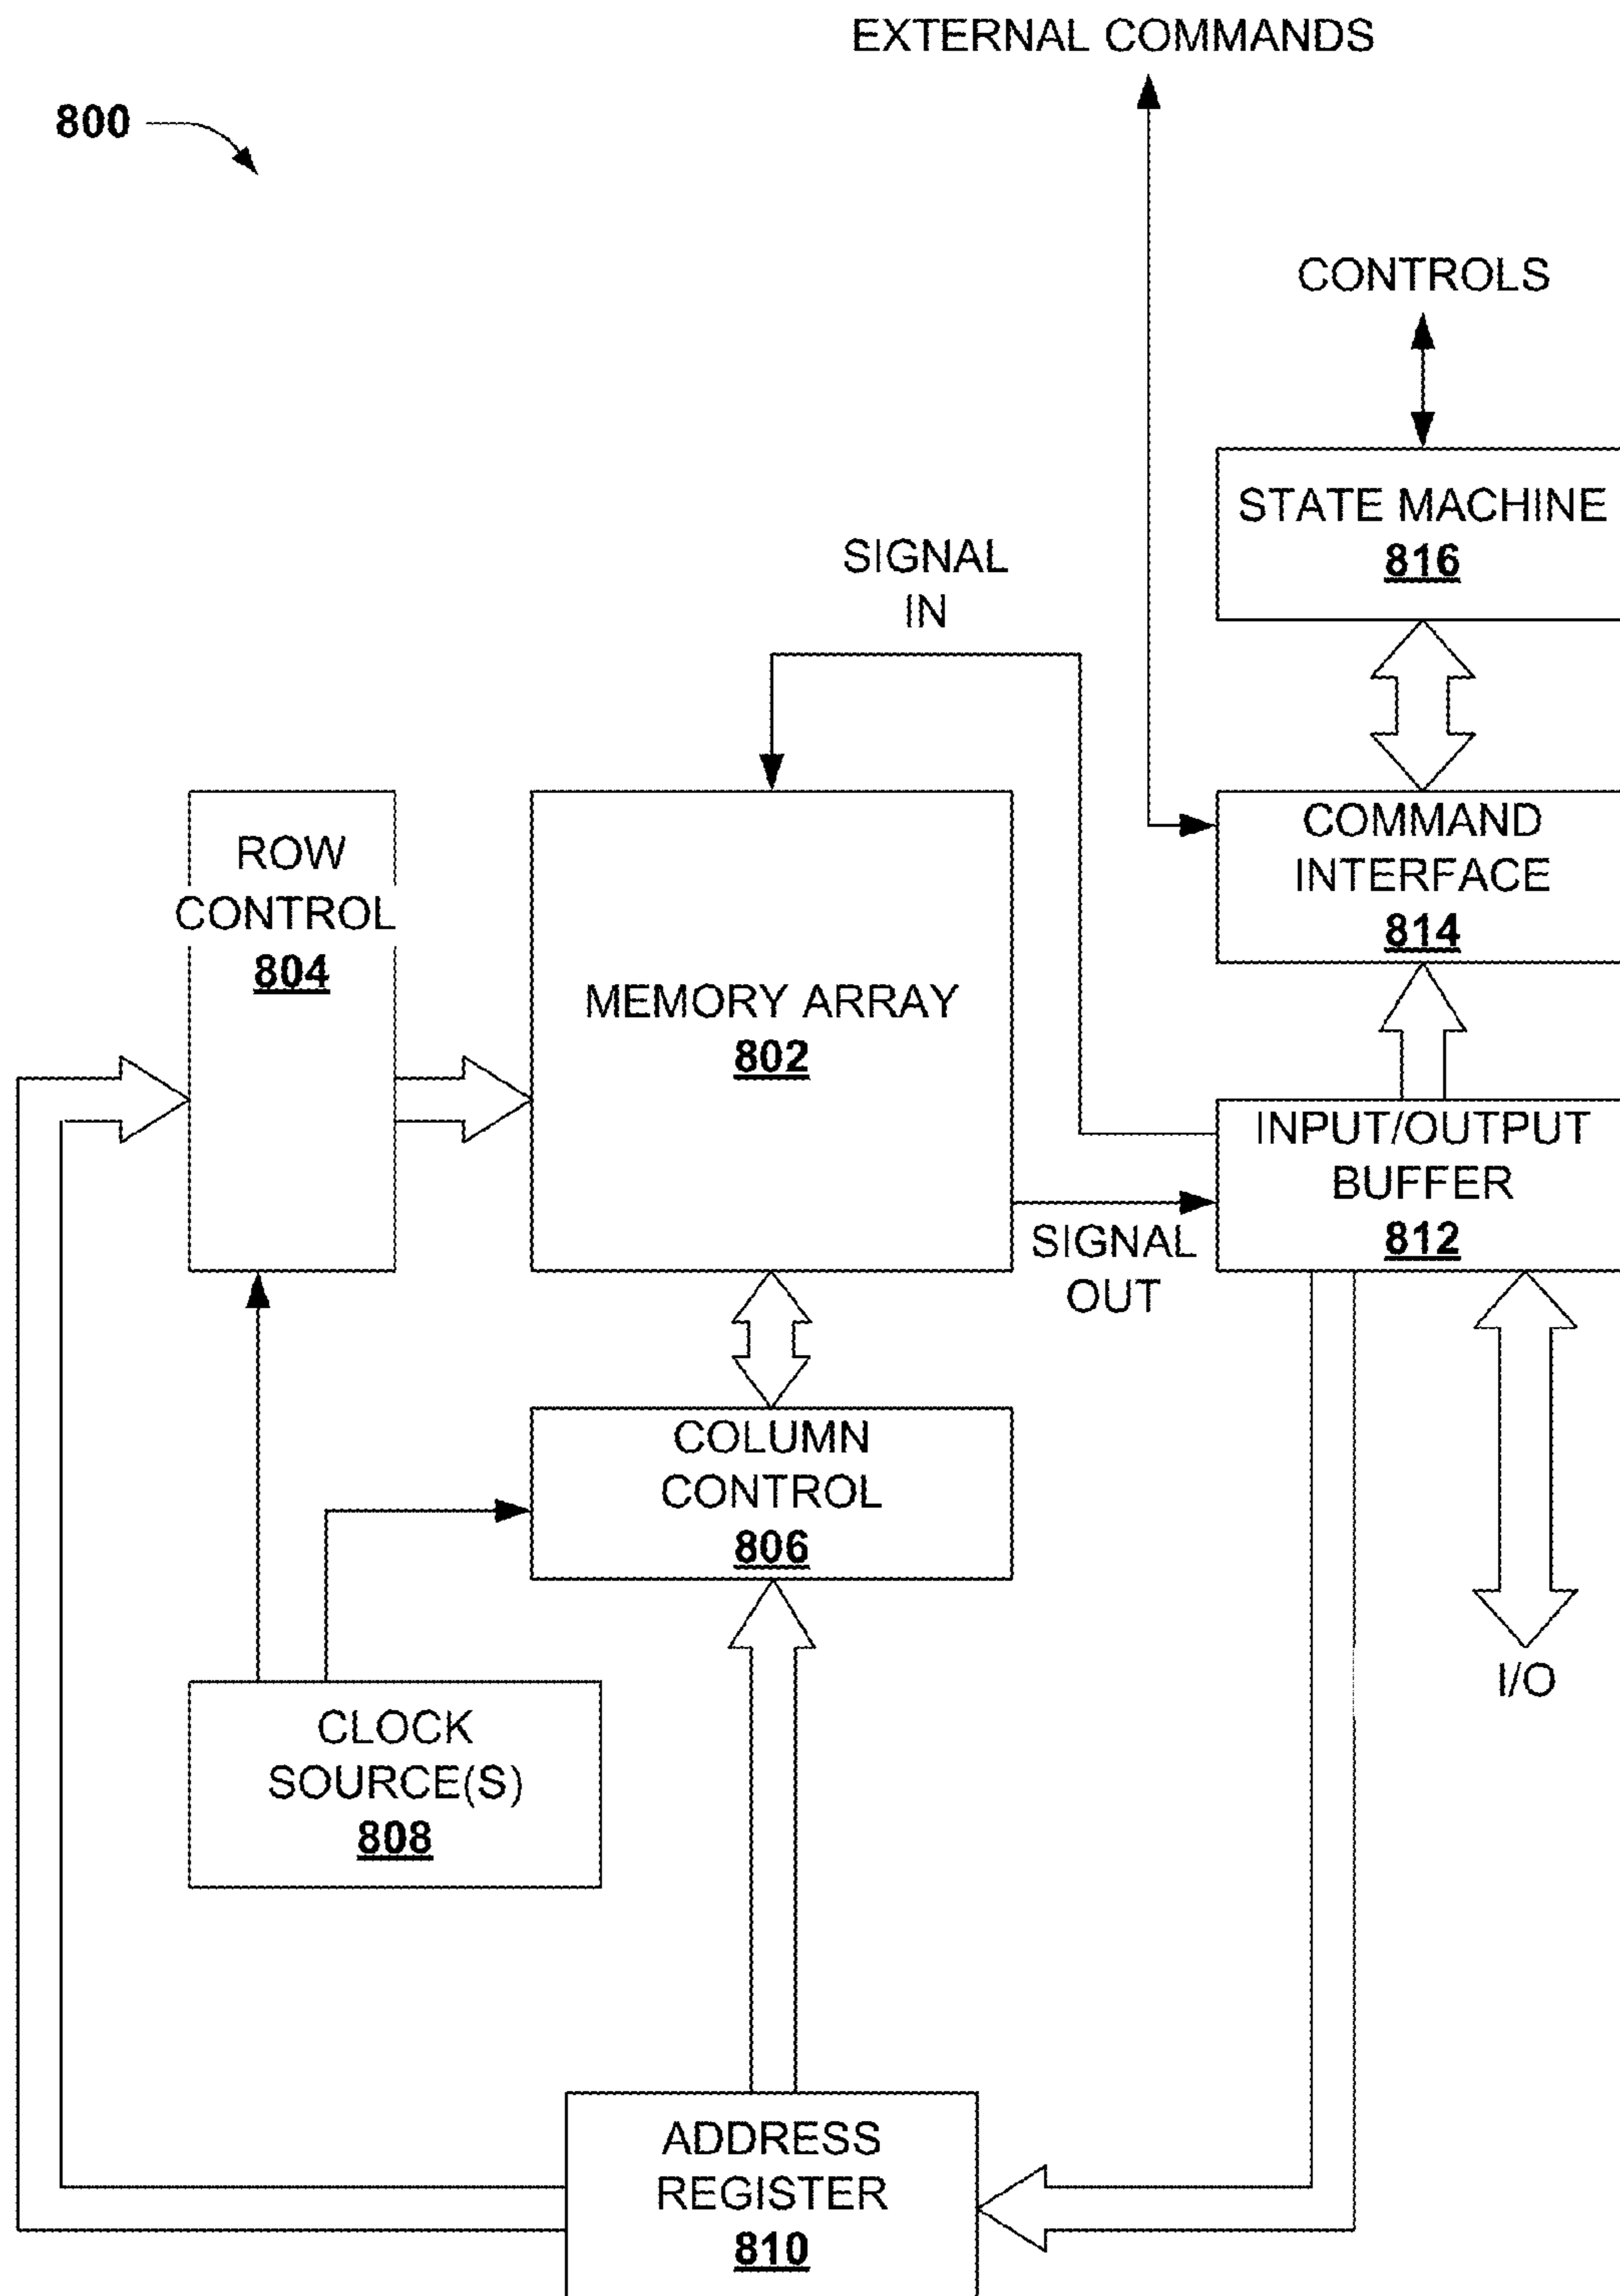 EXTERNAL COMMANDS
800
CONTROLS
STATE MACHINE
816
SIGNAL
IN
COMMAND
INTERFACE
814
ROW
CONTROL
804
MEMORY ARRAY
802
INPUT/OUTPUT
BUFFER
812
SIGNAL
OUT
COLUMN
CONTROL
806
I/O
CLOCK
SOURCE(S)
808
ADDRESS
REGISTER
810